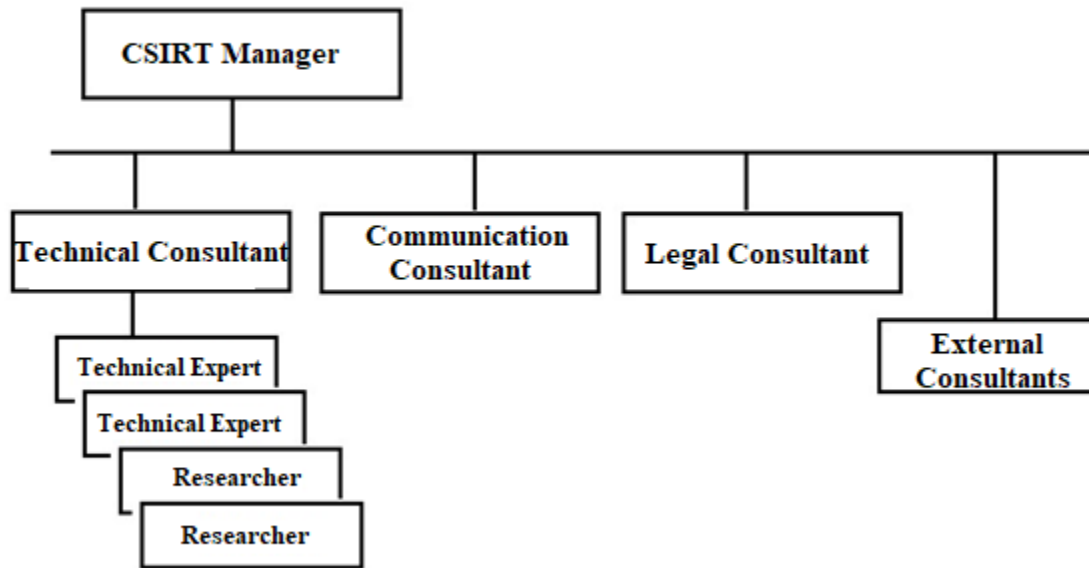 CSIRT Manager
Technical Consultant
Communication
Consultant
Legal Consultant
External
Consultants
Technical Expert
Technical Expert
Researcher
Researcher